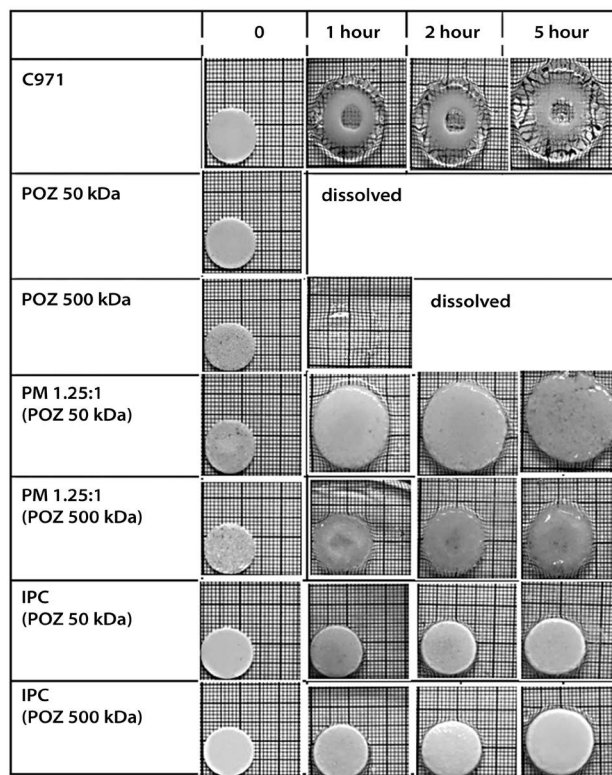 0 1 hour 2 hour 5 hour
C971
POZ 50 kDa dissolved
POZ 500 kDa dissolved
PM 1.25:1
(POZ 50 kDa)
PM 1.25:1
(POZ 500 kDa)
IPC
(POZ 50 kDa)
IPC
(POZ 500 kDa)